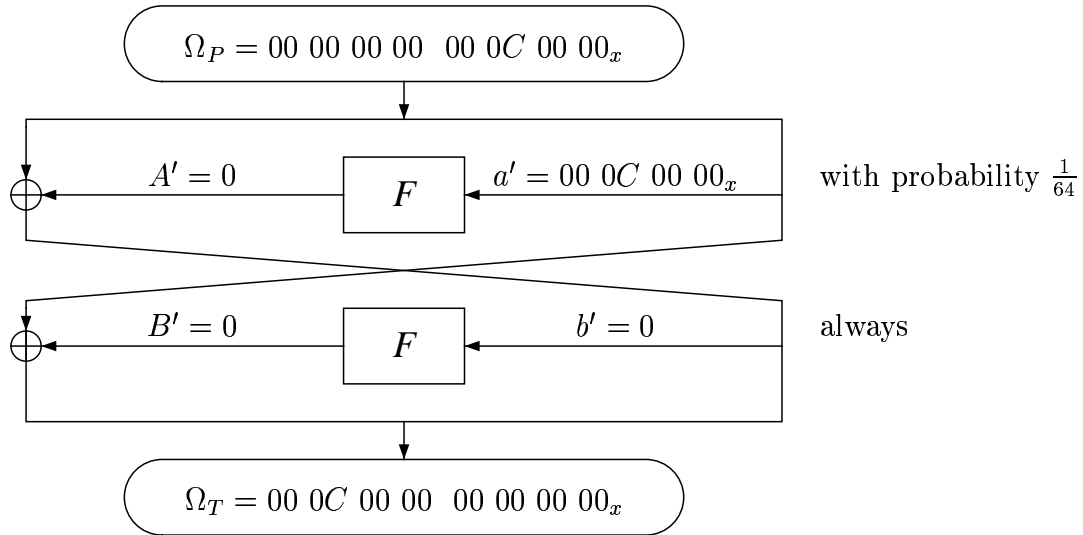 Ω_P = 00 00 00 00 00 0C 00 00_x
A′ = 0
F
a′ = 00 0C 00 00_x
with probability 1/64
B′ = 0
F
b′ = 0
always
Ω_T = 00 0C 00 00 00 00 00 00_x